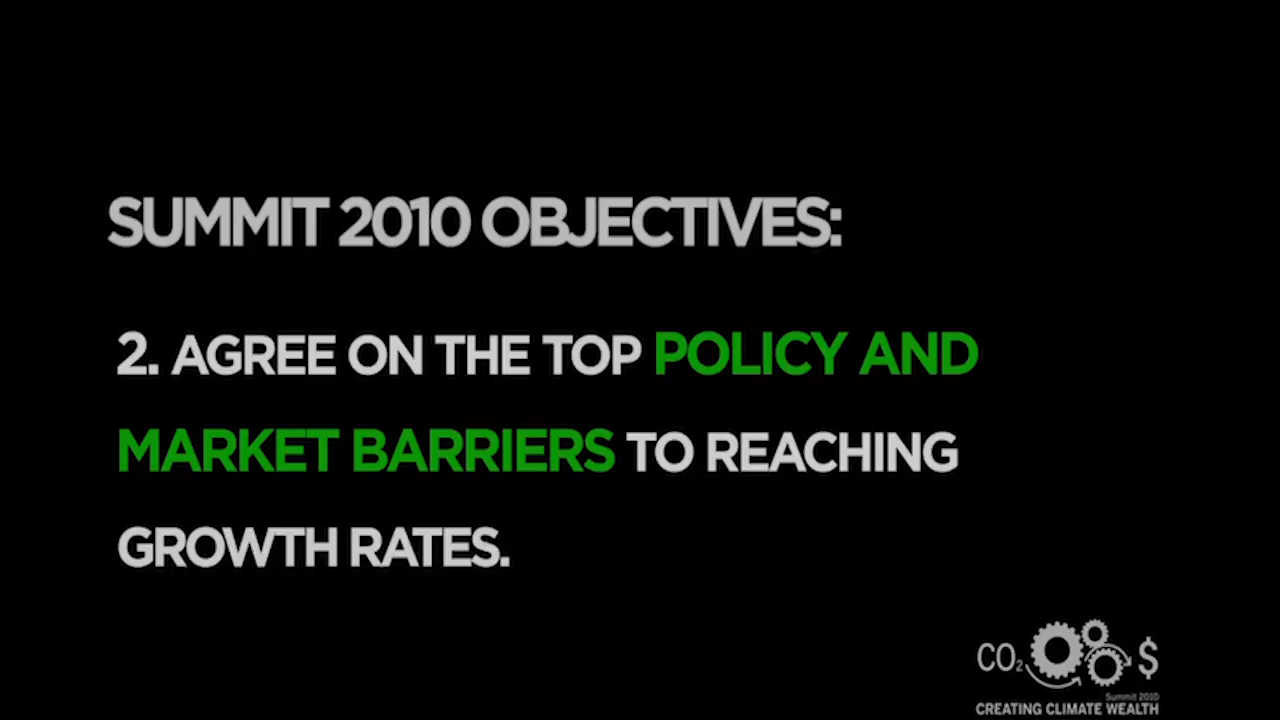 SUMMIT 2010 OBJECTIVES:
2. AGREE ON THE TOP POLICY AND
MARKET BARRIERS TO REACHING
GROWTH RATES.
CO₂ $
Summit 2010
CREATING CLIMATE WEALTH